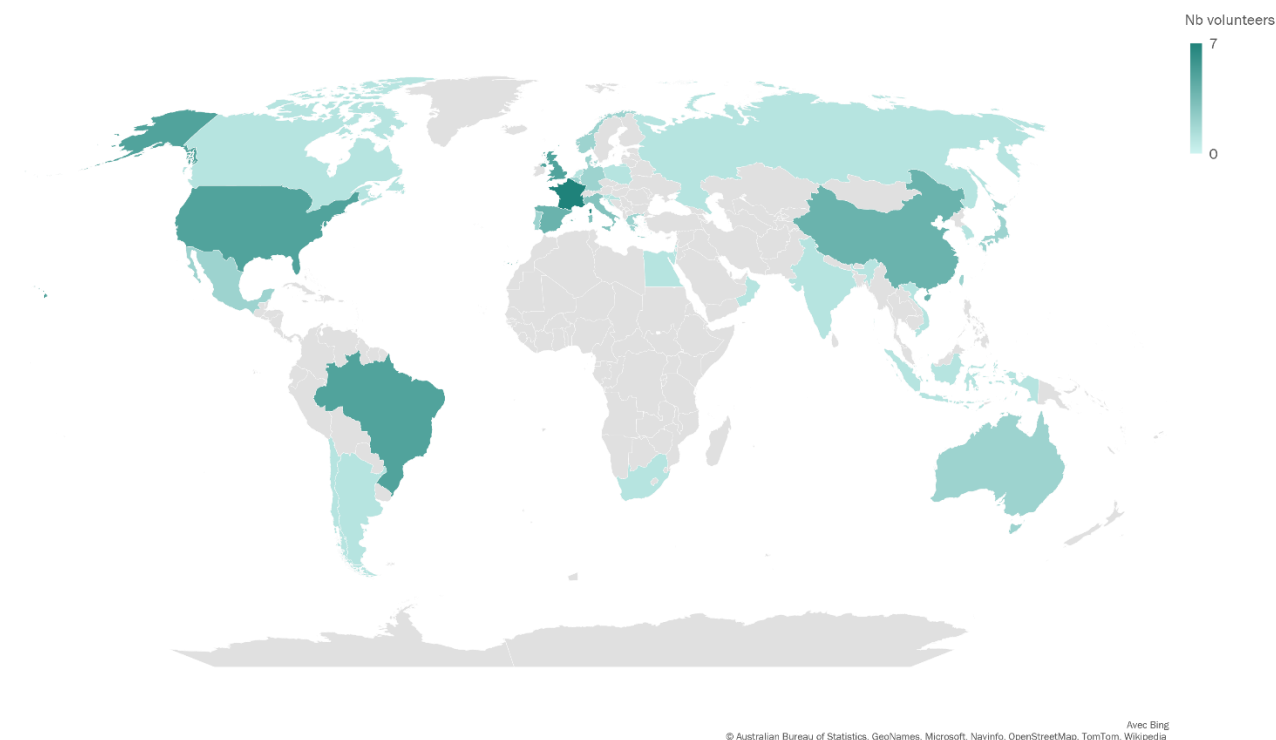 Nb volunteers
7
0
Avec Bing
© Australian Bureau of Statistics, GeoNames, Microsoft, Navinfo, OpenStreetMap, TomTom, Wikipedia